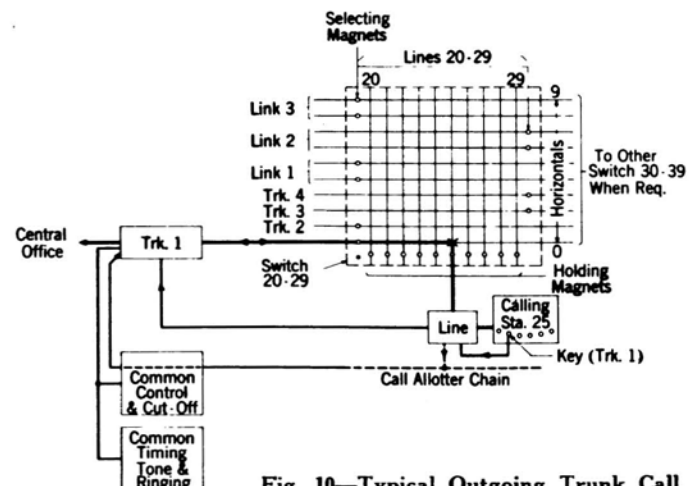 Selecting
Magnets
Lines 20-29
20
29
9
Link 3
Link 2
Link 1
Trk. 4
Trk. 3
Trk. 2
Horizontals
To Other
Switch 30-39
When Req.
Central
Office
Trk. 1
0
Switch
20-29
Holding
Magnets
Line
Calling
Sta. 25
Key (Trk. 1)
Call Allotter Chain
Common
Control
& Cut-Off
Common
Timing
Tone &
Ringing
Fig. 10—Typical Outgoing Trunk Call